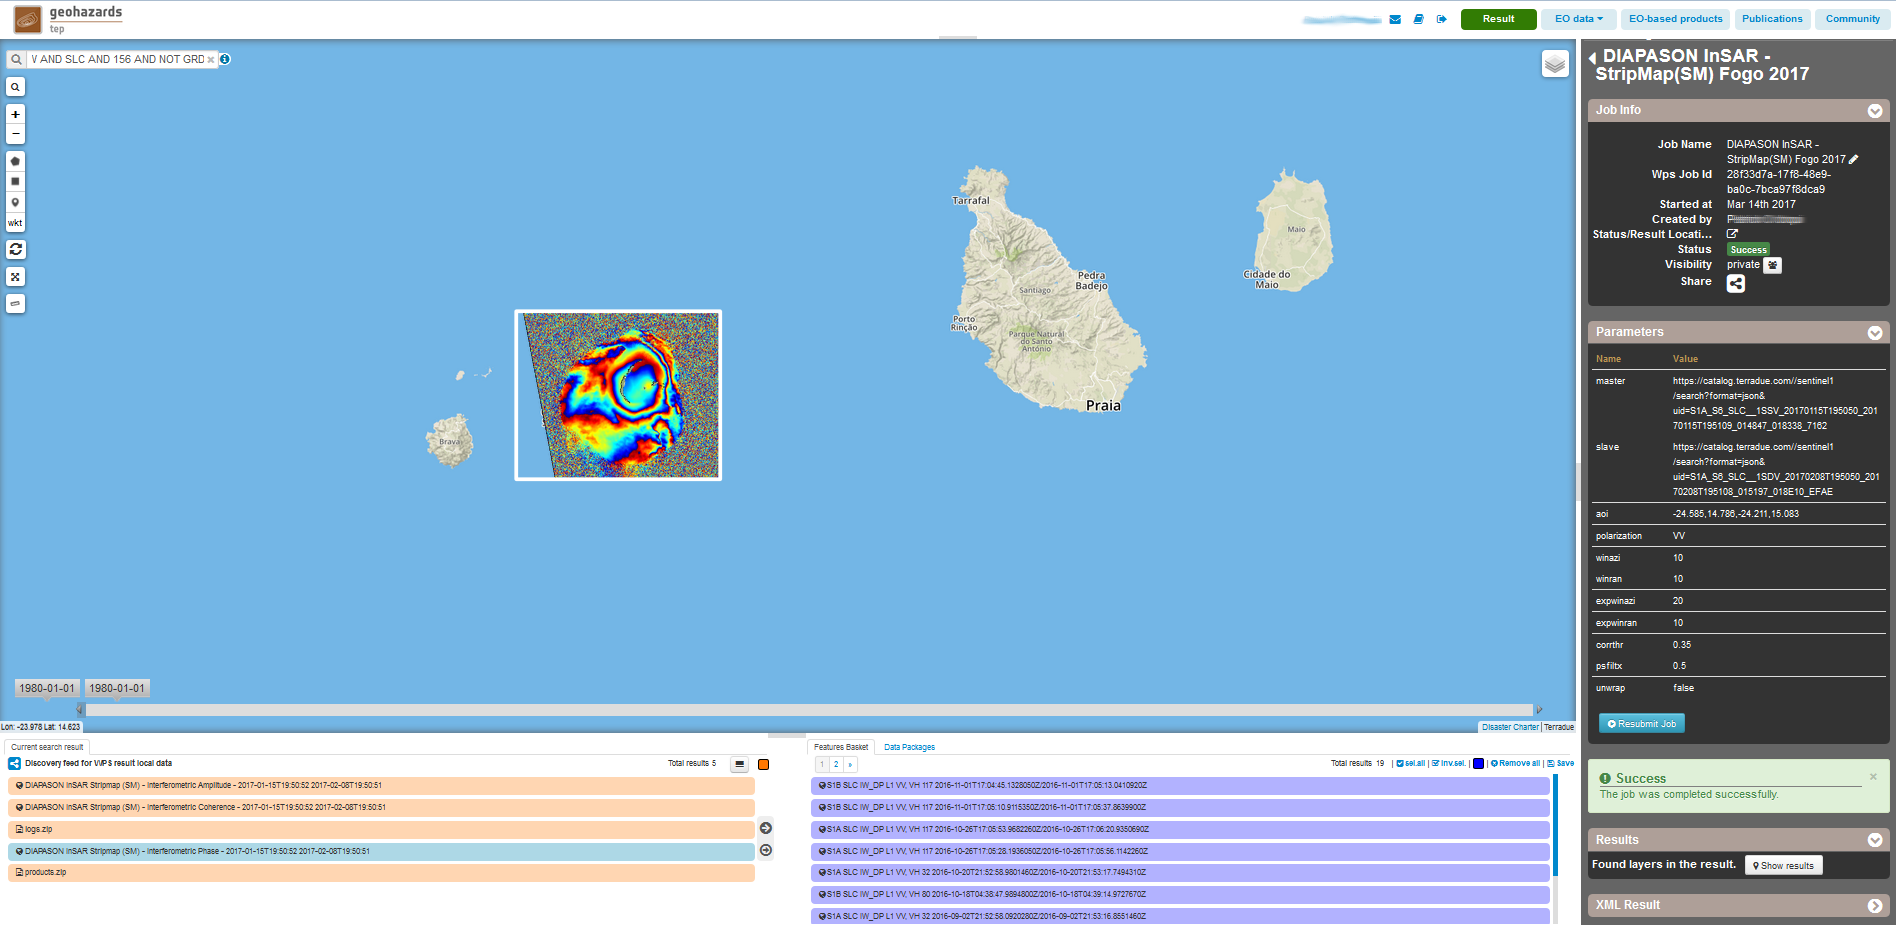 geohazards
tep
Result
EO data
EO-based products
Publications
Community
V AND SLC AND 156 AND NOT GRD
+
−
wkt
Tarrafal
Pedra
Badejo
Santiago
Porto
Rinção
Parque Natural
do Santo
António
Praia
Maio
Cidade do
Maio
Brava
1980-01-01
1980-01-01
Lon: -23.978 Lat: 14.623
Disaster Charter | Terradue
DIAPASON InSAR -
StripMap(SM) Fogo 2017
Job Info
Job Name DIAPASON InSAR -
StripMap(SM) Fogo 2017
Wps Job Id 28f33d7a-17f8-48e9-
ba0c-7bca97f8dca9
Started at Mar 14th 2017
Created by
Status/Result Locati...
Status Success
Visibility private
Share
Parameters
Name Value
master https://catalog.terradue.com//sentinel1
/search?format=json&
uid=S1A_S6_SLC__1SSV_20170115T195050_201
70115T195109_014847_018338_7162
slave https://catalog.terradue.com//sentinel1
/search?format=json&
uid=S1A_S6_SLC__1SDV_20170208T195050_201
70208T195108_015197_018E10_EFAE
aoi -24.585,14.786,-24.211,15.083
polarization VV
winazi 10
winran 10
expwinazi 20
expwinran 10
corrthr 0.35
psfiltx 0.5
unwrap false
Resubmit Job
Success
The job was completed successfully.
Results
Found layers in the result. Show results
XML Result
Current search result
Discovery feed for WPS result local data Total results 5
DIAPASON InSAR Stripmap (SM) - Interferometric Amplitude - 2017-01-15T19:50:52 2017-02-08T19:50:51
DIAPASON InSAR Stripmap (SM) - Interferometric Coherence - 2017-01-15T19:50:52 2017-02-08T19:50:51
logs.zip
DIAPASON InSAR Stripmap (SM) - Interferometric Phase - 2017-01-15T19:50:52 2017-02-08T19:50:51
products.zip
Features Basket Data Packages
1 2 »
Total results 19 | sel.all | inv.sel. | | Remove all | Save
S1B SLC IW_DP L1 VV, VH 117 2016-11-01T17:04:45.1328050Z/2016-11-01T17:05:13.0410920Z
S1B SLC IW_DP L1 VV, VH 117 2016-11-01T17:05:10.9115350Z/2016-11-01T17:05:37.8639900Z
S1A SLC IW_DP L1 VV, VH 117 2016-10-26T17:05:53.9682260Z/2016-10-26T17:06:20.9350690Z
S1A SLC IW_DP L1 VV, VH 117 2016-10-26T17:05:28.1936050Z/2016-10-26T17:05:56.1142260Z
S1A SLC IW_DP L1 VV, VH 32 2016-10-20T21:52:58.9801460Z/2016-10-20T21:53:17.7494310Z
S1B SLC IW_DP L1 VV, VH 80 2016-10-18T04:38:47.9894800Z/2016-10-18T04:39:14.9727670Z
S1A SLC IW_DP L1 VV, VH 32 2016-09-02T21:52:58.0920280Z/2016-09-02T21:53:16.8551460Z